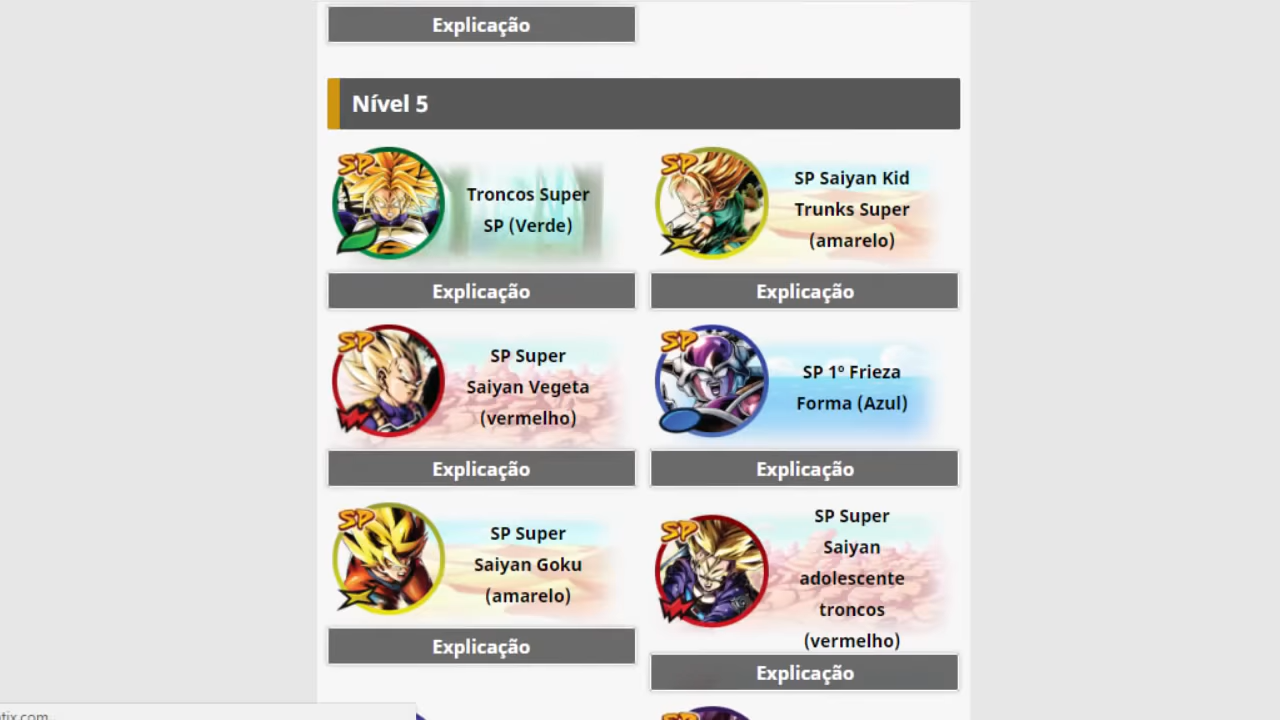 Explicação
Nível 5
SP
Troncos Super
SP (Verde)
SP
SP Saiyan Kid
Trunks Super
(amarelo)
Explicação
Explicação
SP
SP Super
Saiyan Vegeta
(vermelho)
SP
SP 1º Frieza
Forma (Azul)
Explicação
Explicação
SP
SP Super
Saiyan Goku
(amarelo)
SP
SP Super
Saiyan
adolescente
troncos
(vermelho)
Explicação
Explicação
SP